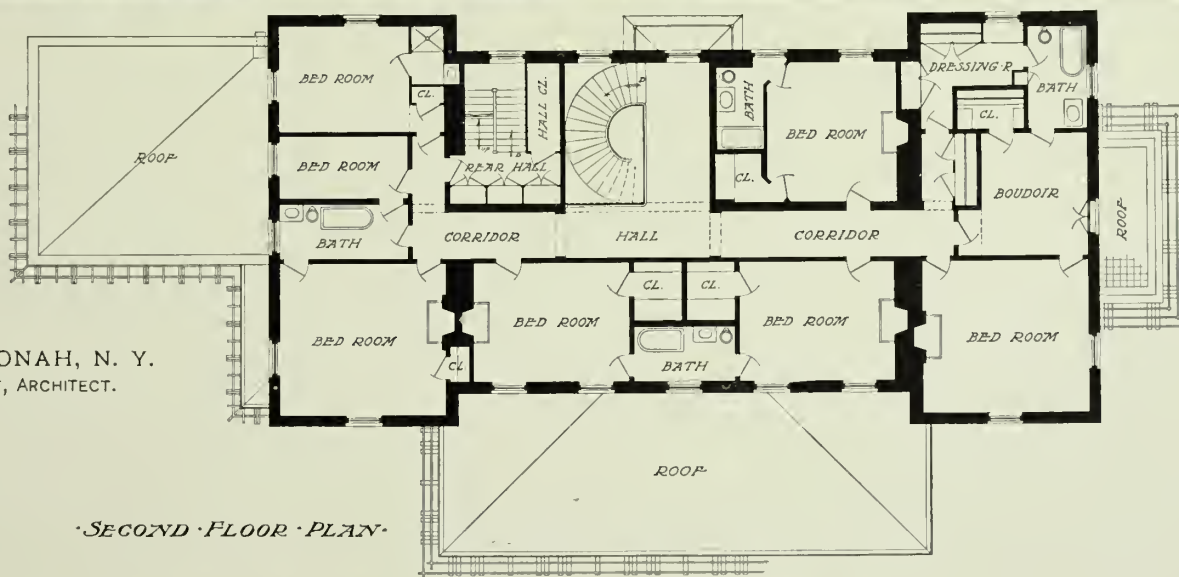 BED ROOM
CL.
HALL CL.
REAR HALL
BATH
BED ROOM
CL.
DRESSING·R
BATH
CL.
ROOF
BED ROOM
BOUDOIR
ROOF
BATH
CORRIDOR
HALL
CORRIDOR
BED ROOM
CL
BED ROOM
CL.
CL.
BATH
BED ROOM
BED ROOM
ONAH, N. Y.
, ARCHITECT.
ROOF
·SECOND·FLOOR·PLAN·